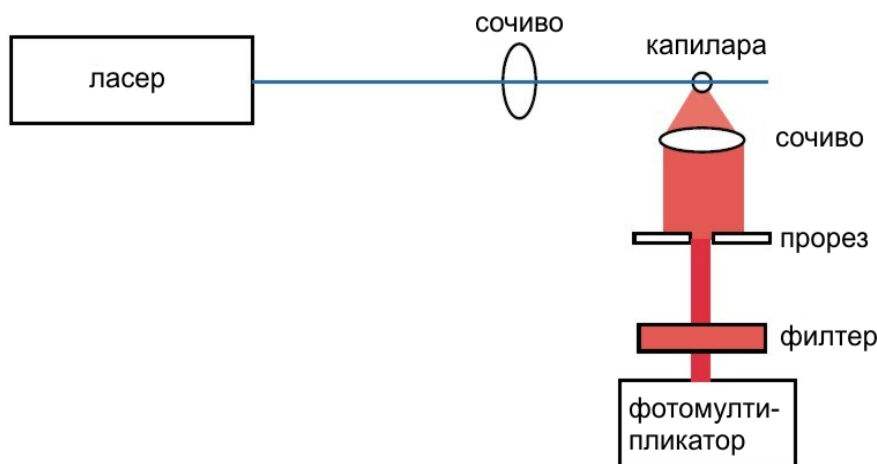 сочиво
капилара
ласер
сочиво
прорез
филтер
фотомулти-
пликатор